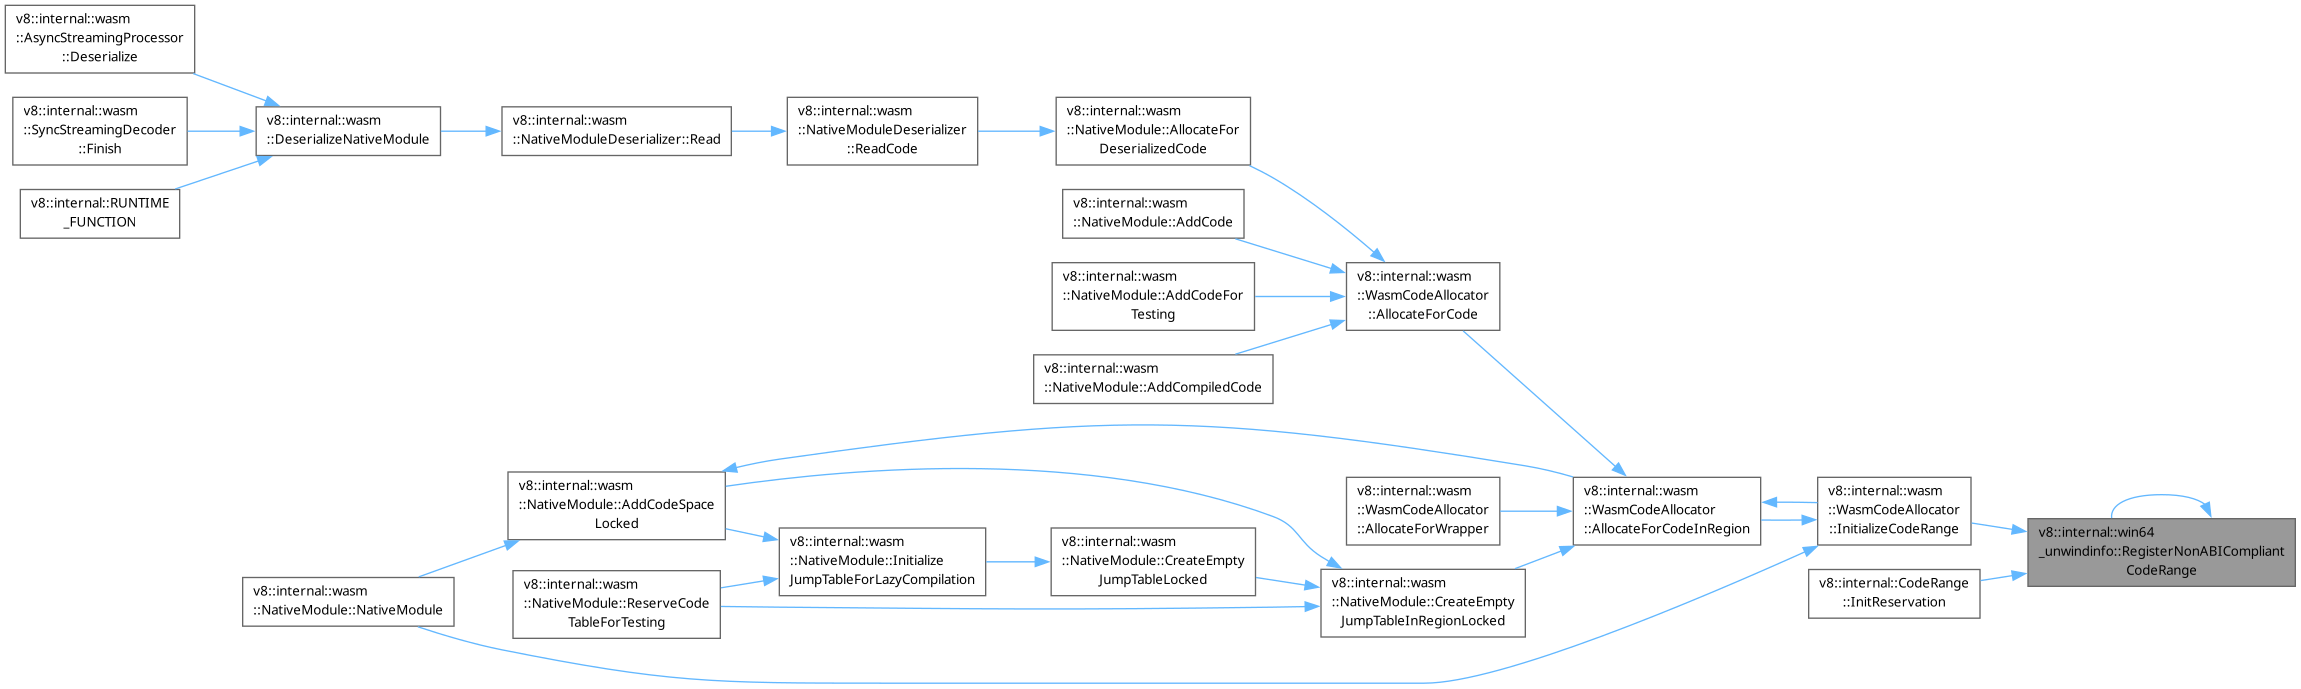 v8::internal::wasm
::AsyncStreamingProcessor
::Deserialize
v8::internal::wasm
::SyncStreamingDecoder
::Finish
v8::internal::RUNTIME
_FUNCTION
v8::internal::wasm
::DeserializeNativeModule
v8::internal::wasm
::NativeModuleDeserializer::Read
v8::internal::wasm
::NativeModuleDeserializer
::ReadCode
v8::internal::wasm
::NativeModule::AllocateFor
DeserializedCode
v8::internal::wasm
::NativeModule::AddCode
v8::internal::wasm
::NativeModule::AddCodeFor
Testing
v8::internal::wasm
::NativeModule::AddCompiledCode
v8::internal::wasm
::WasmCodeAllocator
::AllocateForCode
v8::internal::wasm
::NativeModule::AddCodeSpace
Locked
v8::internal::wasm
::NativeModule::NativeModule
v8::internal::wasm
::NativeModule::ReserveCode
TableForTesting
v8::internal::wasm
::NativeModule::Initialize
JumpTableForLazyCompilation
v8::internal::wasm
::NativeModule::CreateEmpty
JumpTableLocked
v8::internal::wasm
::WasmCodeAllocator
::AllocateForWrapper
v8::internal::wasm
::NativeModule::CreateEmpty
JumpTableInRegionLocked
v8::internal::wasm
::WasmCodeAllocator
::AllocateForCodeInRegion
v8::internal::wasm
::WasmCodeAllocator
::InitializeCodeRange
v8::internal::CodeRange
::InitReservation
v8::internal::win64
_unwindinfo::RegisterNonABICompliant
CodeRange